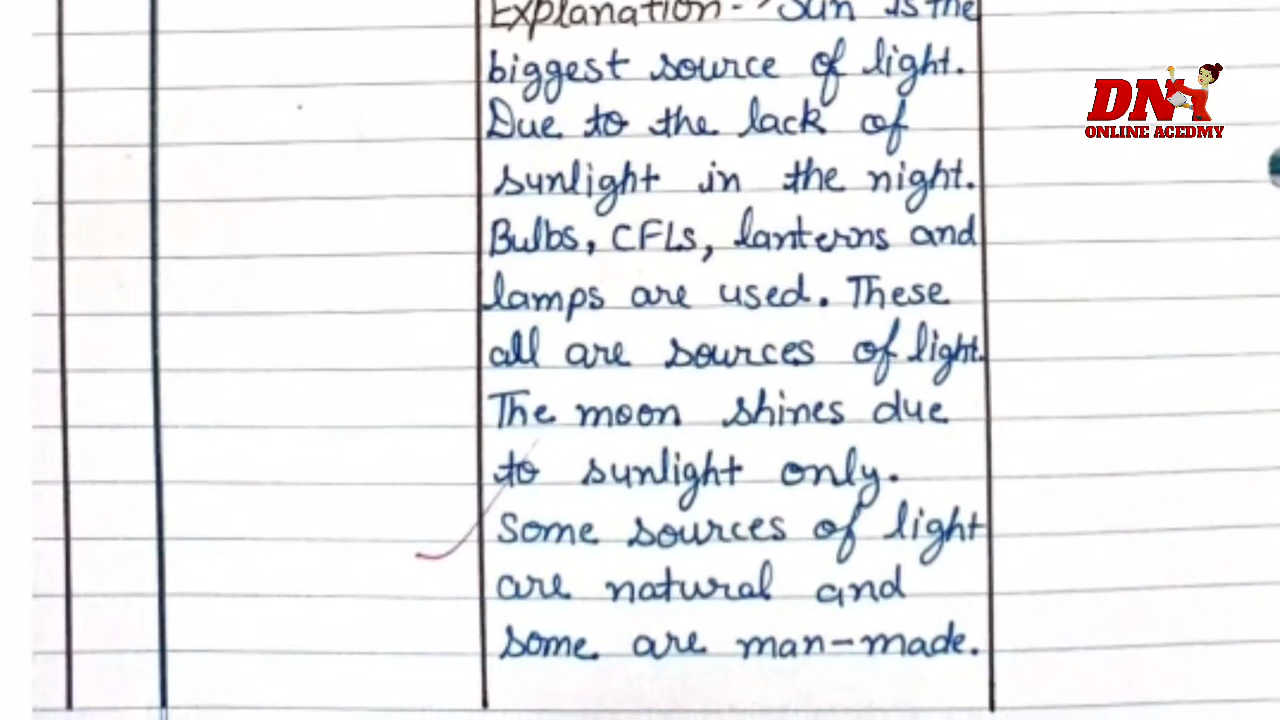 Explanation:- Sun is the
biggest source of light.
Due to the lack of
sunlight in the night.
Bulbs, CFLs, lanterns and
lamps are used. These
all are sources of light.
The moon shines due
to sunlight only.
Some sources of light
are natural and
some are man-made.
DN
ONLINE ACEDMY